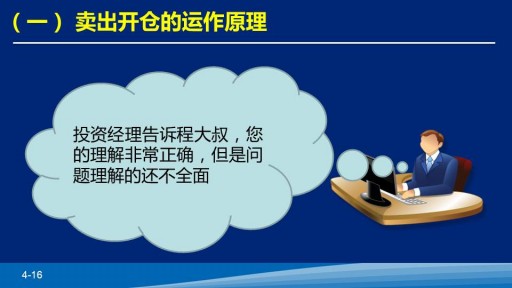 （一） 卖出开仓的运作原理
投资经理告诉程大叔，您
的理解非常正确，但是问
题理解的还不全面
4-16